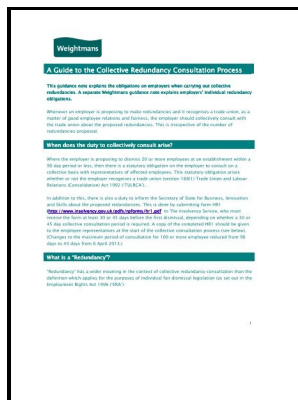 Weightmans
A Guide to the Collective Redundancy Consultation Process
This guidance note explains the obligations on employers when carrying out collective
redundancies. A separate Weightmans guidance note explains employers' individual redundancy
obligations.
Whenever an employer is proposing to make redundancies and it recognises a trade union, as a
matter of good employee relations and fairness, the employer should collectively consult with
the trade union about the proposed redundancies. This is irrespective of the number of
redundancies proposed.
When does the duty to collectively consult arise?
Where the employer is proposing to dismiss 20 or more employees at an establishment within a
90 day period or less, then there is a statutory obligation on the employer to consult on a
collective basis with representatives of affected employees. This statutory obligation arises
whether or not the employer recognises a trade union (section 188(1) Trade Union and Labour
Relations (Consolidation) Act 1992 ('TULRCA').
In addition to this, there is also a duty to inform the Secretary of State for Business, Innovation
and Skills about the proposed redundancies. This is done by submitting form HR1
(http://www.insolvency.gov.uk/pdfs/rpforms/hr1.pdf) to The Insolvency Service, who must
receive the form at least 30 or 45 days before the first dismissal, depending on whether a 30 or
45 day collective consultation period is required. A copy of the completed HR1 should be given
to the employee representatives at the start of the collective consultation process (see below).
(Changes to the maximum period of consultation for 100 or more employees reduced from 90
days to 45 days from 6 April 2013.)
What is a "Redundancy"?
"Redundancy" has a wider meaning in the context of collective redundancy consultation than the
definition which applies for the purposes of individual fair dismissal legislation (as set out in the
Employment Rights Act 1996 ('ERA')
1